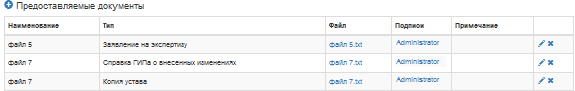 Предоставляемые документы
Наименование Тип Файл Подписи Примечание
файл 5 Заявление на экспертизу файл 5.txt Administrator
файл 7 Справка ГИПа о внесенных изменениях файл 7.txt Administrator
файл 7 Копия устава файл 7.txt Administrator